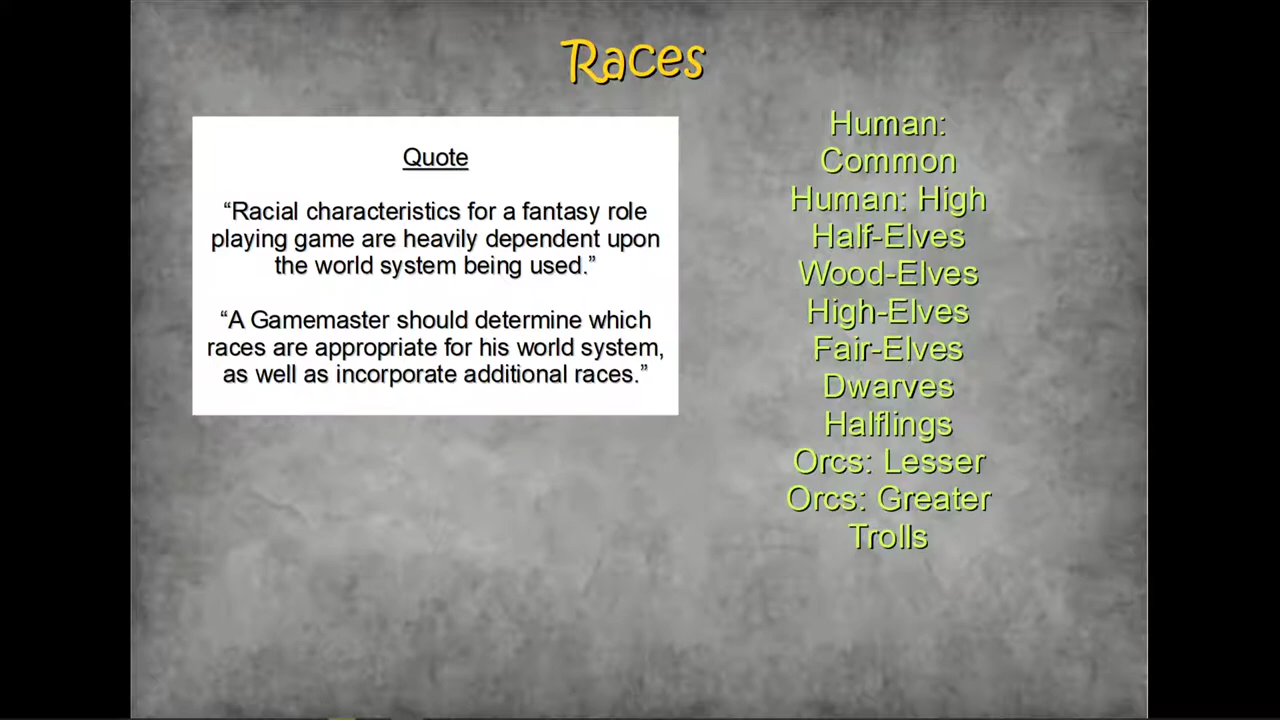 Races
Quote
“Racial characteristics for a fantasy role
playing game are heavily dependent upon
the world system being used.”
“A Gamemaster should determine which
races are appropriate for his world system,
as well as incorporate additional races.”
Human:
Common
Human: High
Half-Elves
Wood-Elves
High-Elves
Fair-Elves
Dwarves
Halflings
Orcs: Lesser
Orcs: Greater
Trolls